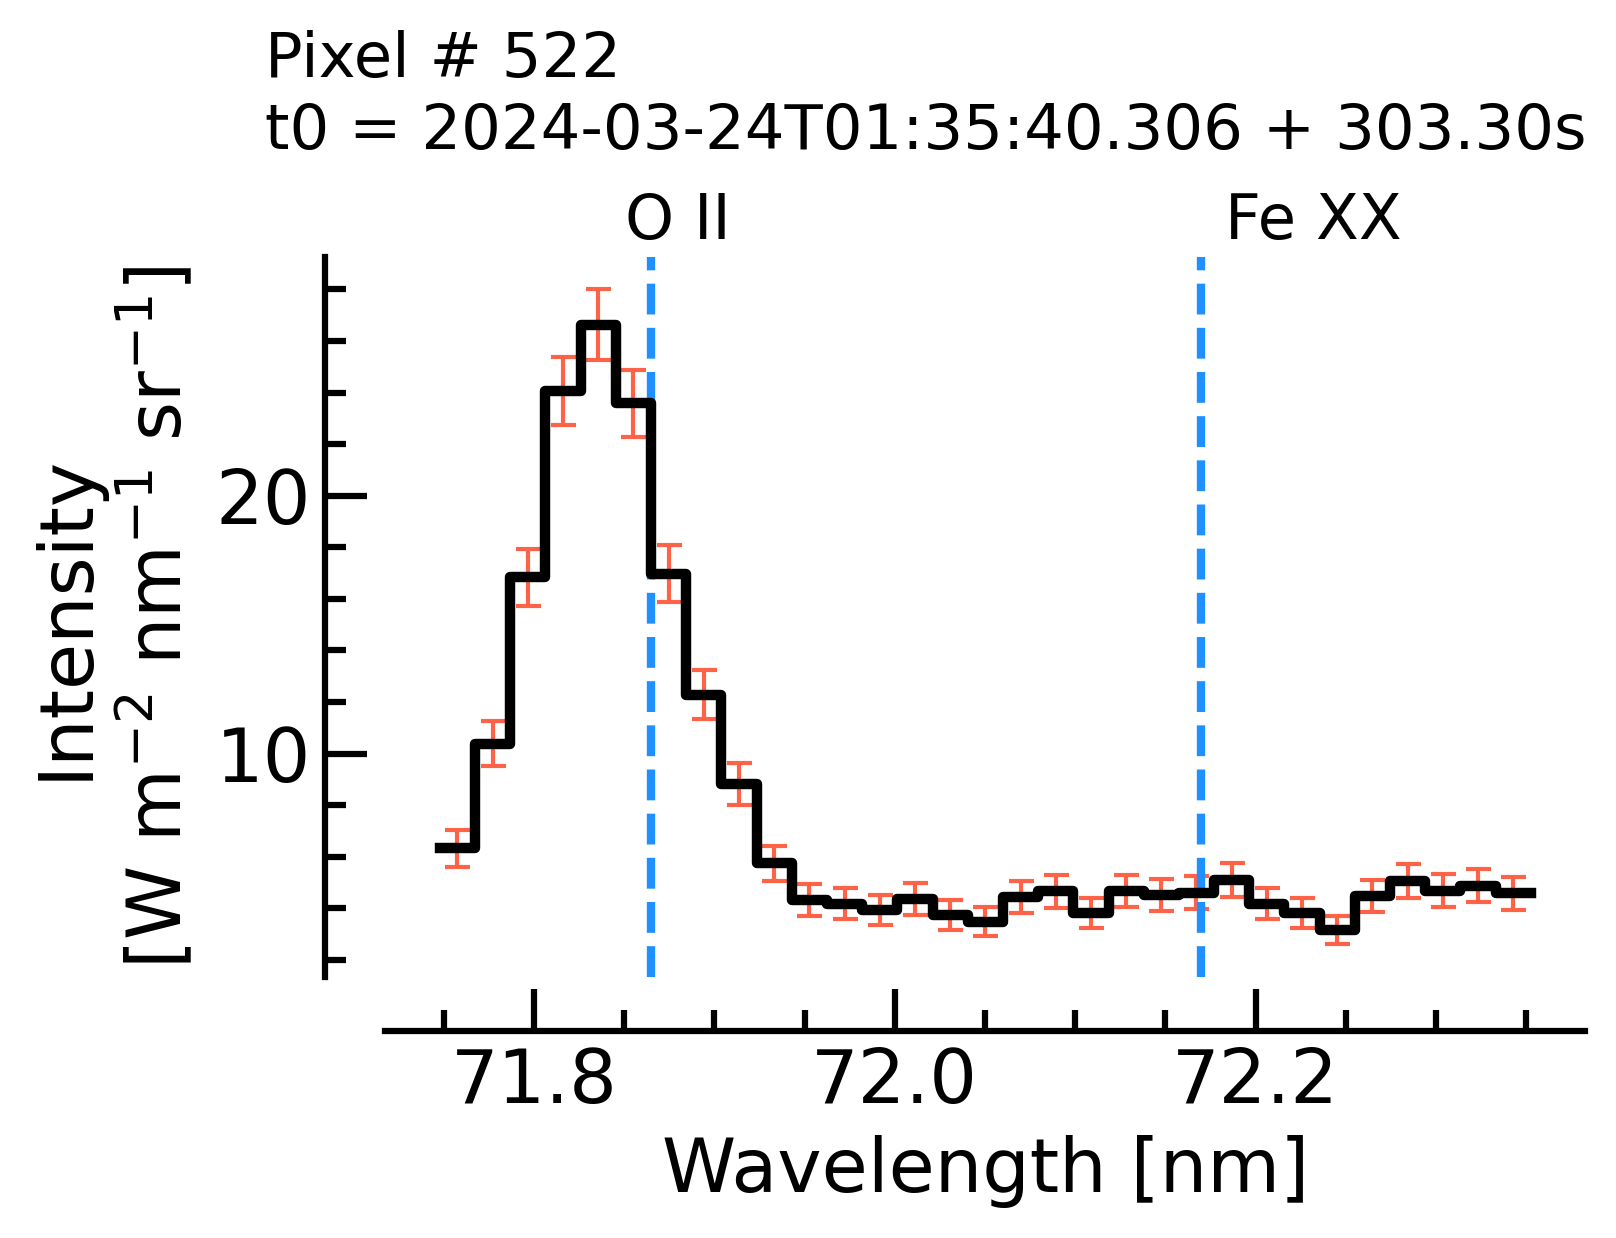 Pixel # 522
t0 = 2024-03-24T01:35:40.306 + 303.30s
O II
Fe XX
Intensity
[W m⁻² nm⁻¹ sr⁻¹]
20
10
71.8
72.0
72.2
Wavelength [nm]